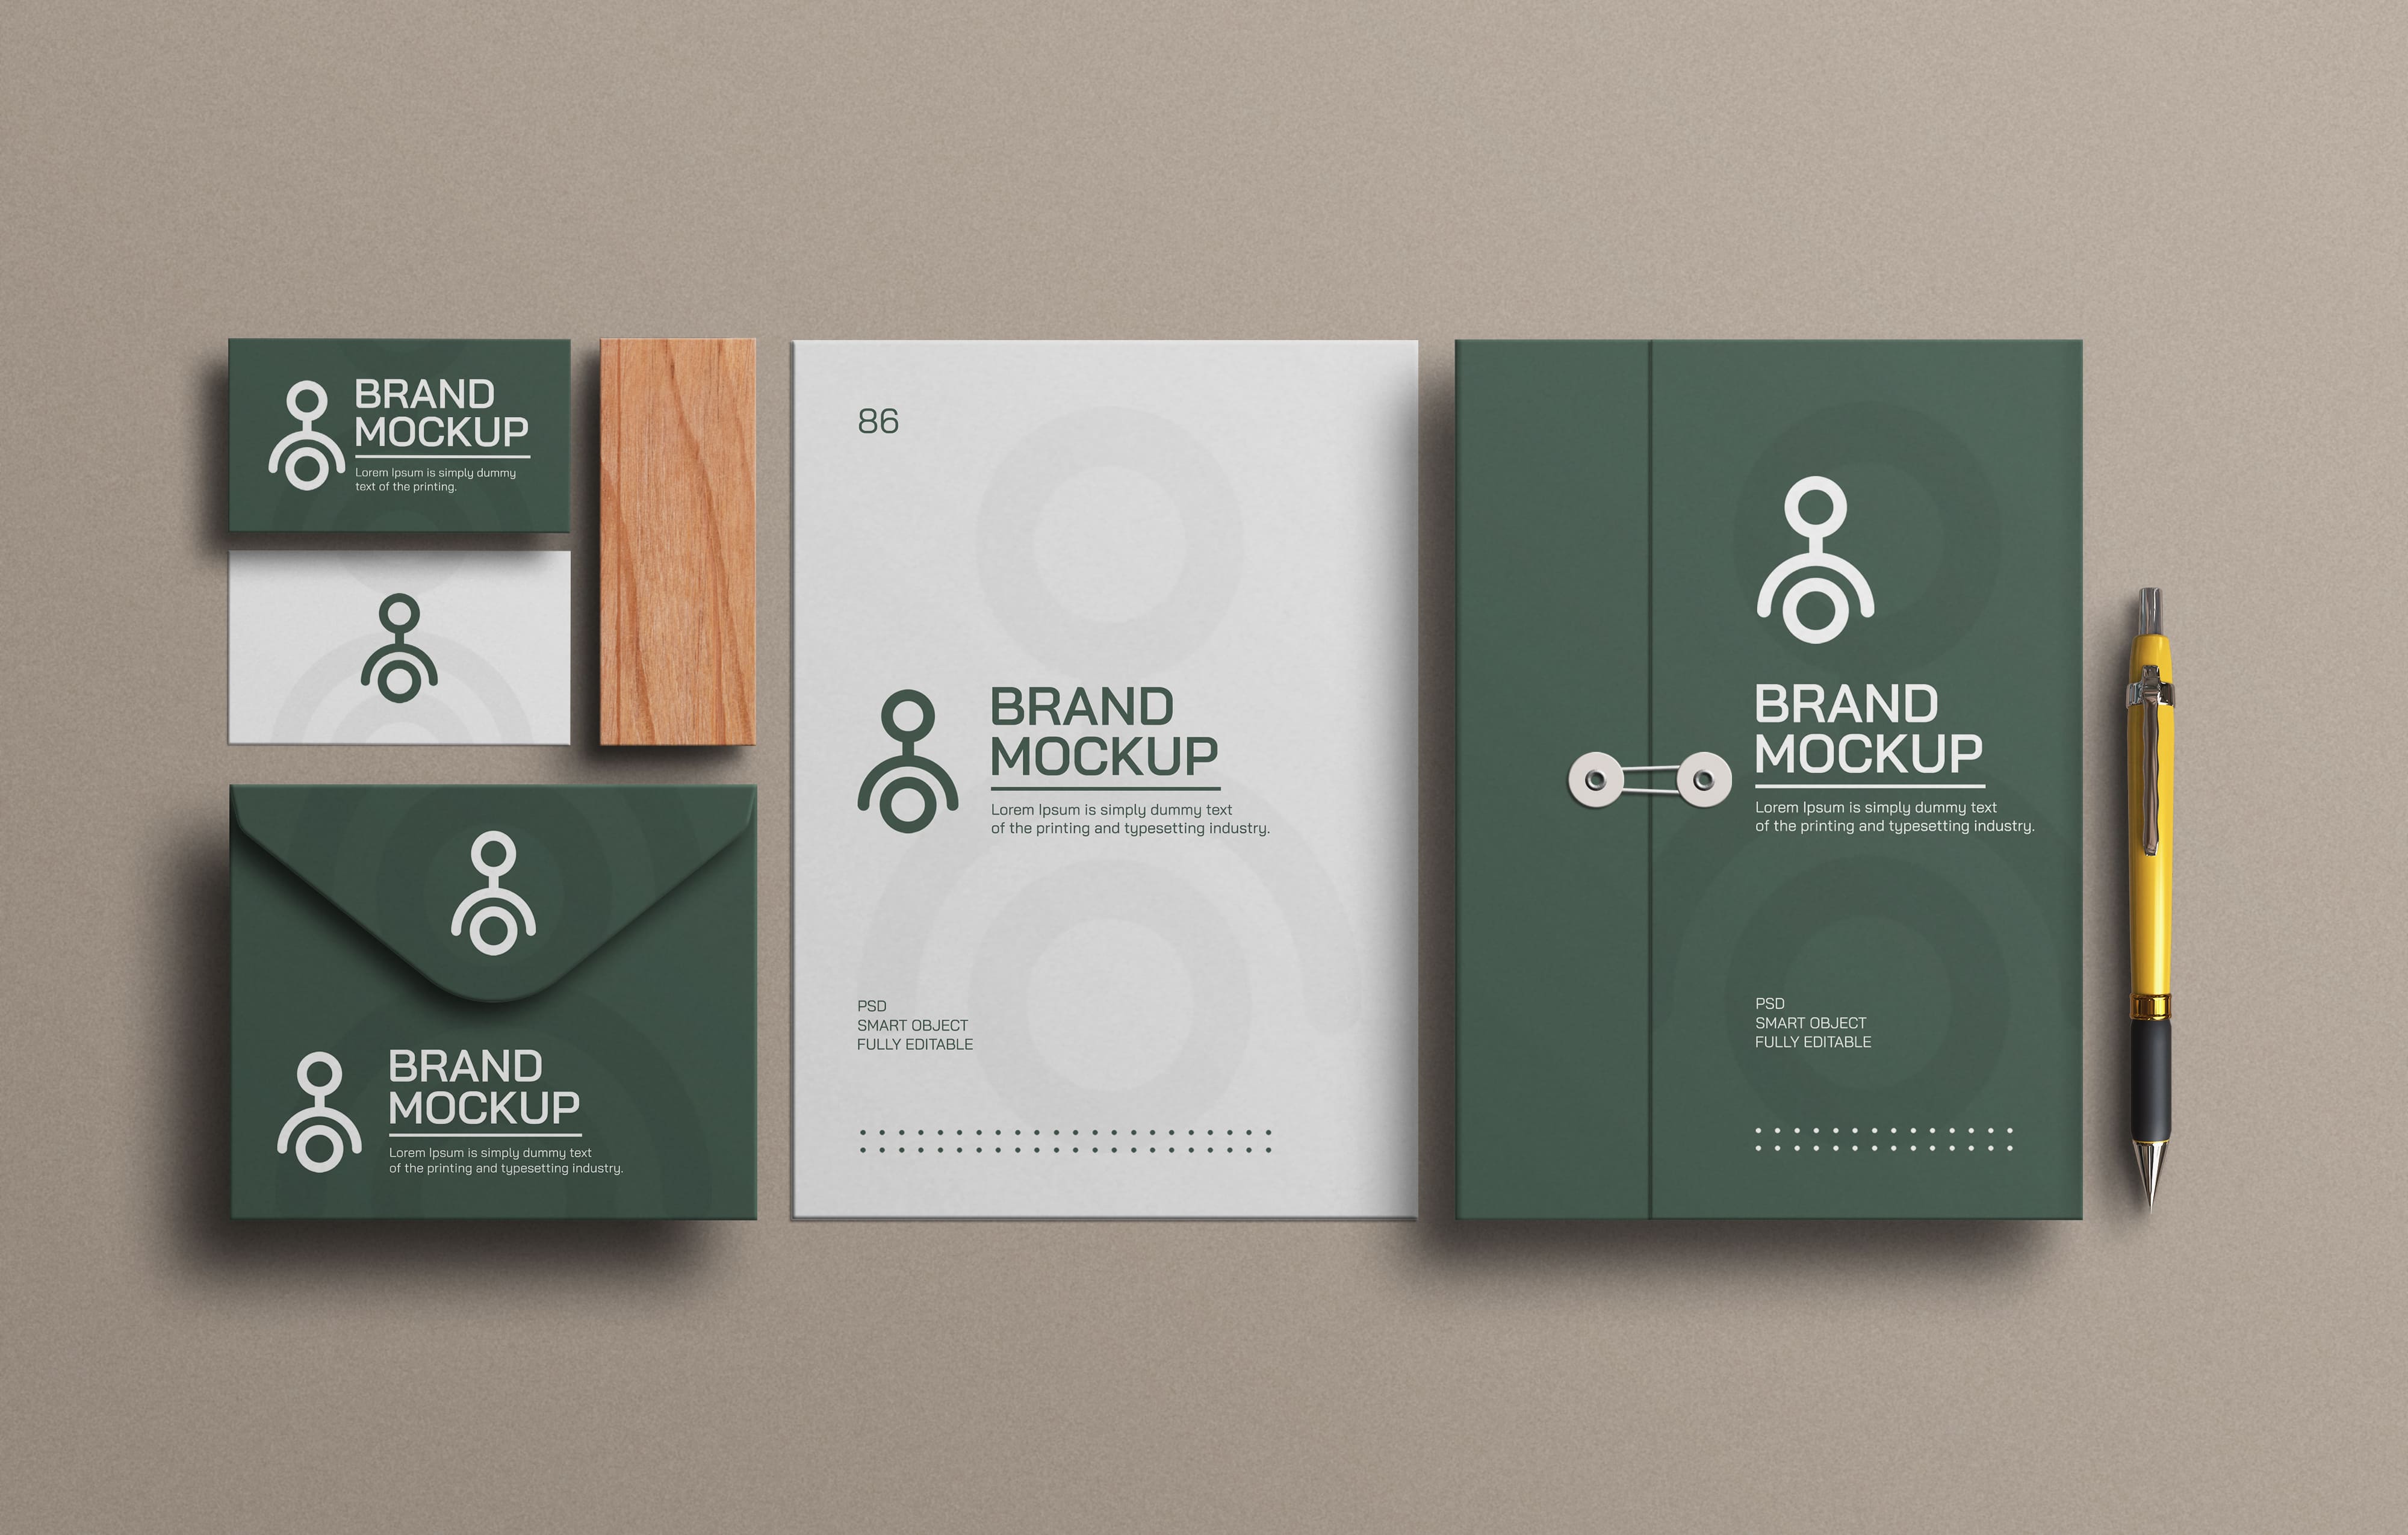 BRAND
MOCKUP
Lorem Ipsum is simply dummy
text of the printing.
BRAND
MOCKUP
Lorem Ipsum is simply dummy text
of the printing and typesetting industry.
86
BRAND
MOCKUP
Lorem Ipsum is simply dummy text
of the printing and typesetting industry.
PSD
SMART OBJECT
FULLY EDITABLE
BRAND
MOCKUP
Lorem Ipsum is simply dummy text
of the printing and typesetting industry.
PSD
SMART OBJECT
FULLY EDITABLE